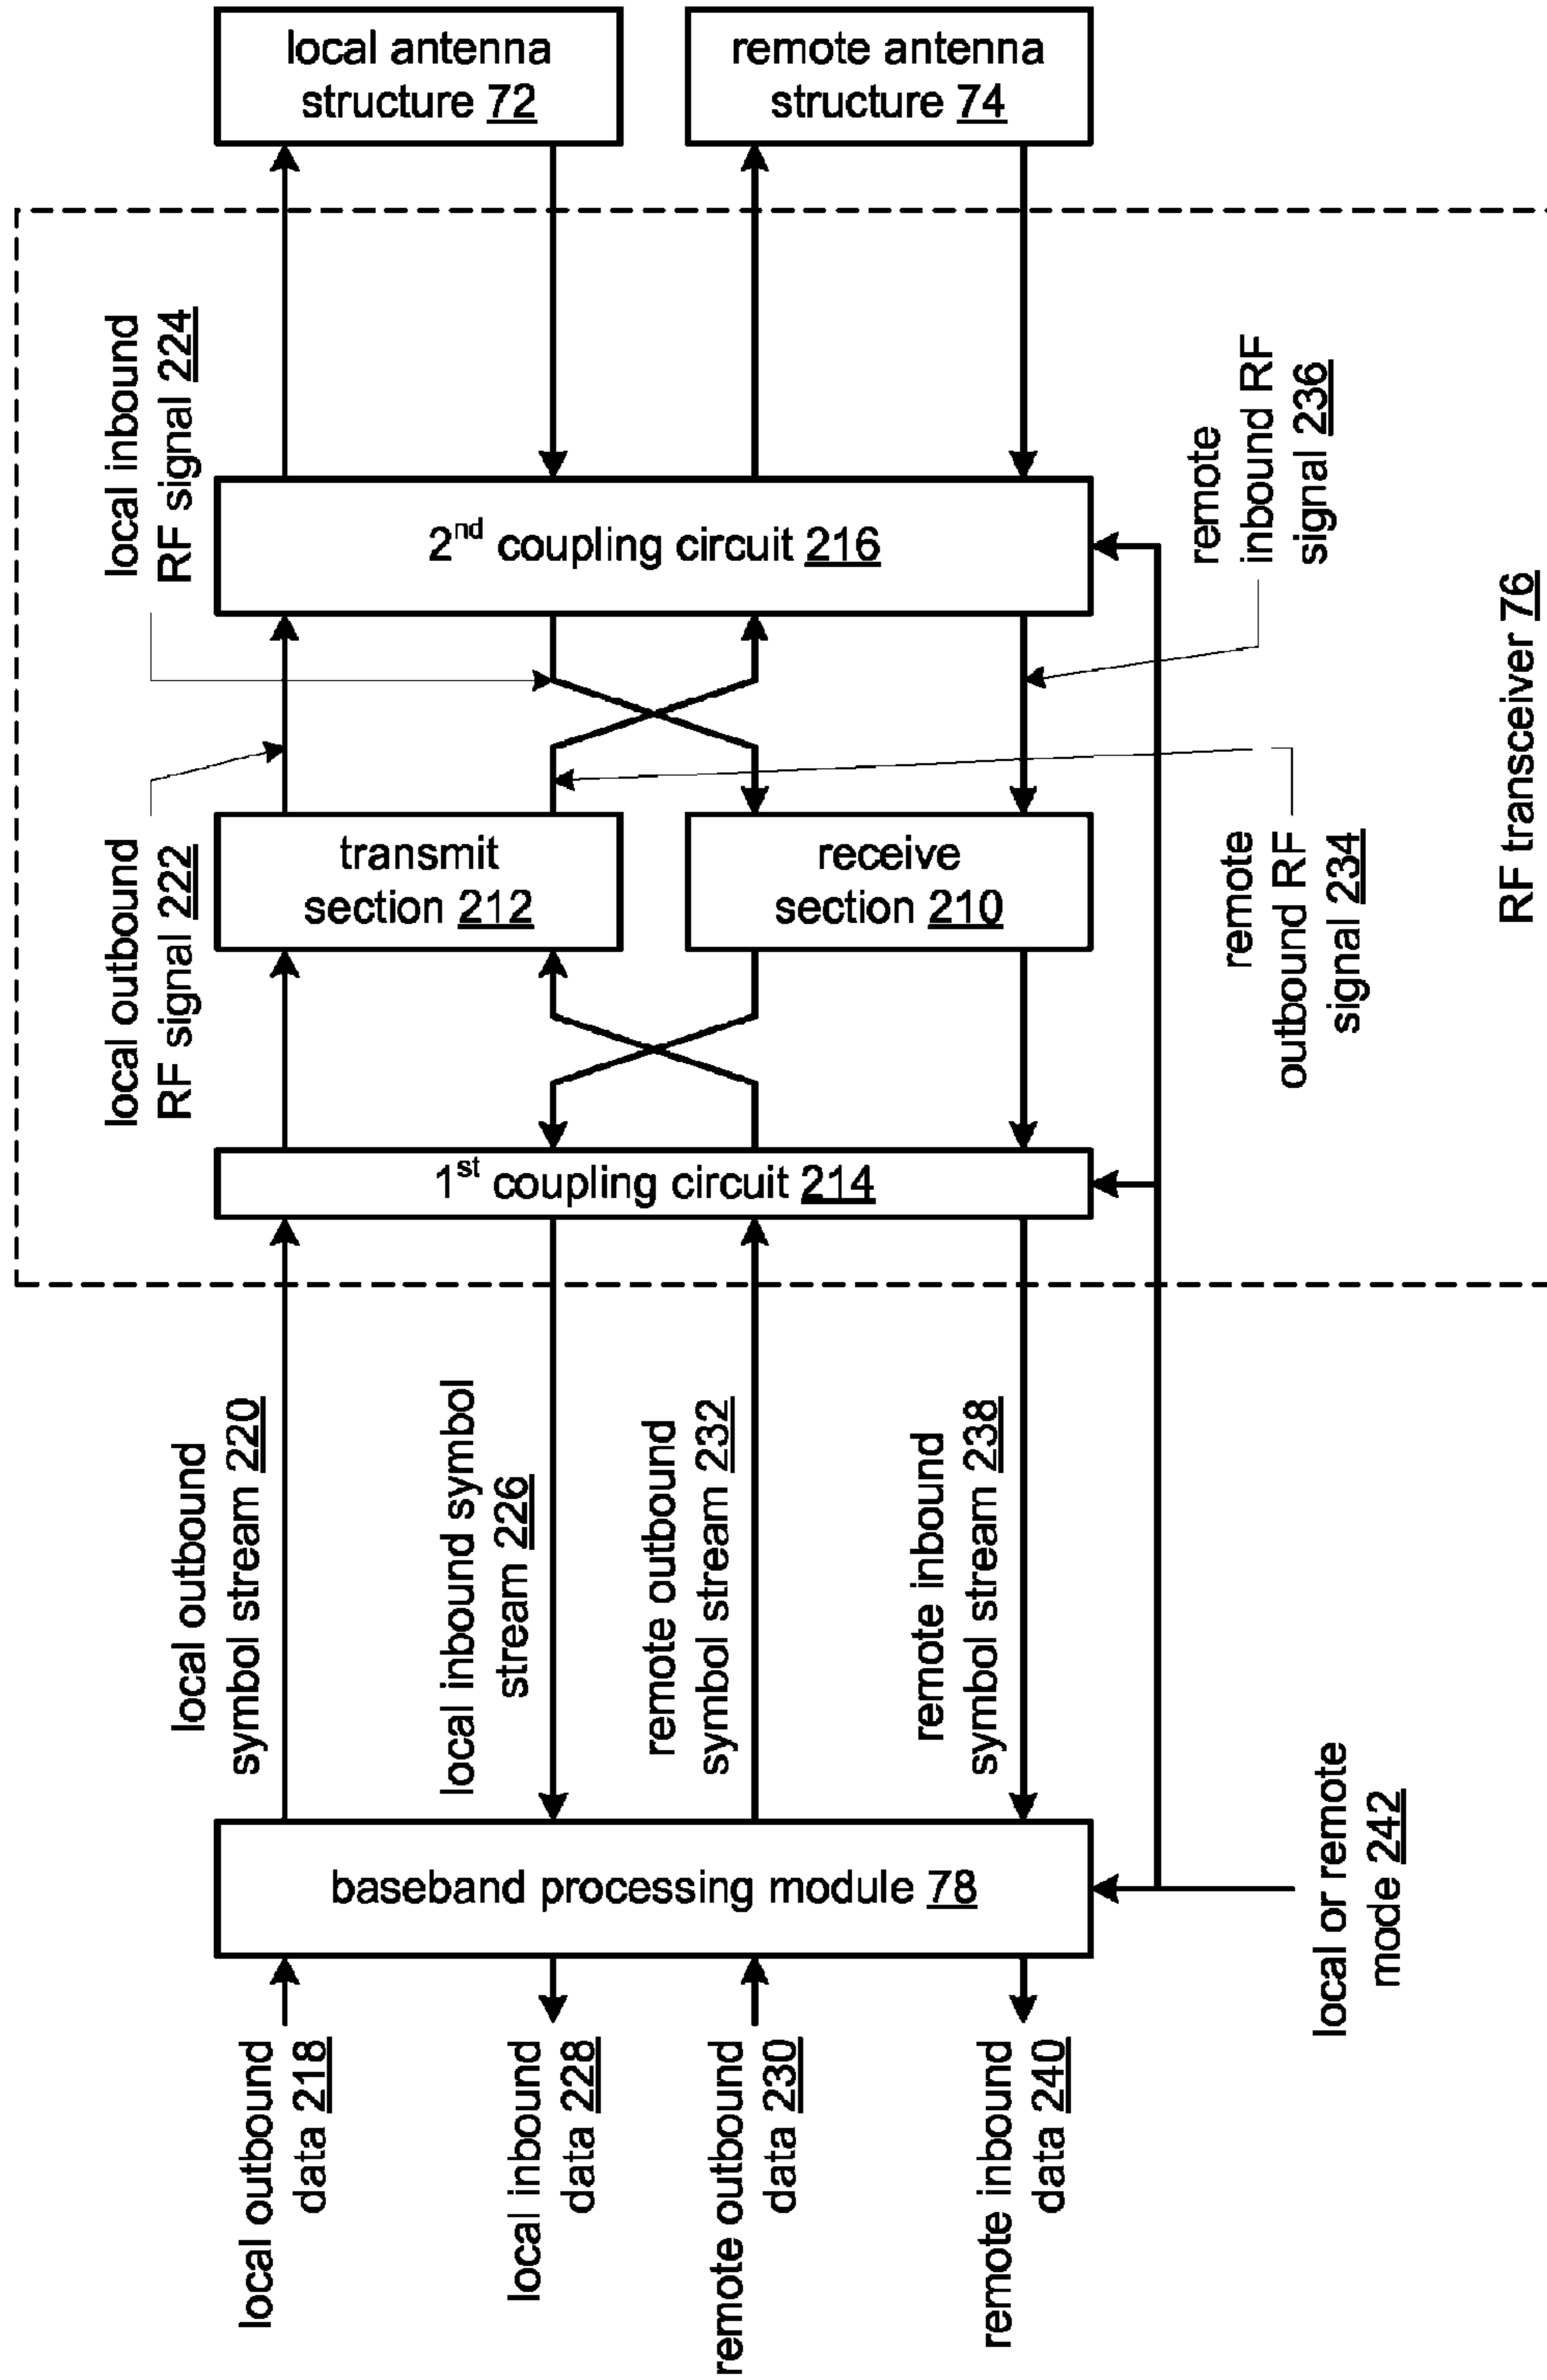 local antenna
structure 72
remote antenna
structure 74
local inbound
RF signal 224
2nd coupling circuit 216
remote
inbound RF
signal 236
local outbound
RF signal 222
transmit
section 212
receive
section 210
remote
outbound RF
signal 234
RF transceiver 76
1st coupling circuit 214
local outbound
symbol stream 220
local inbound symbol
stream 226
remote outbound
symbol stream 232
remote inbound
symbol stream 238
baseband processing module 78
local or remote
mode 242
local outbound
data 218
local inbound
data 228
remote outbound
data 230
remote inbound
data 240